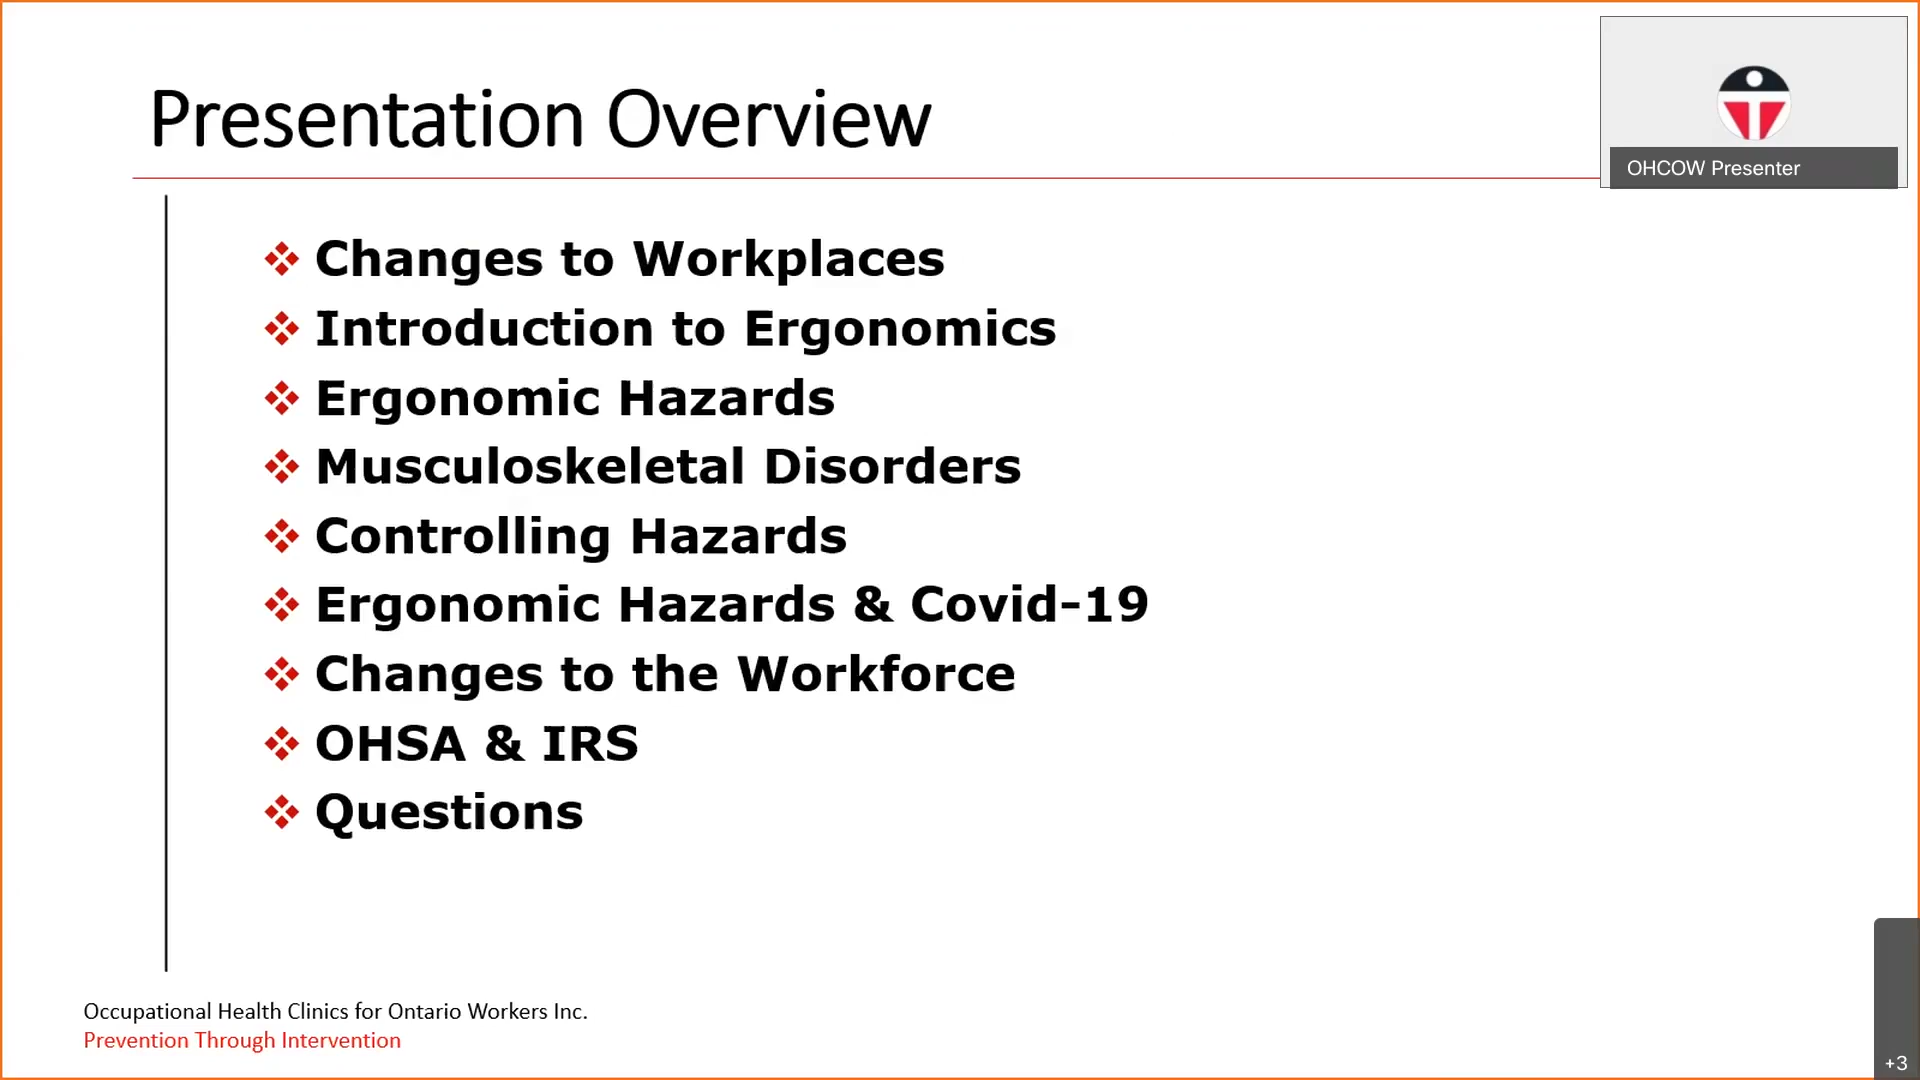 Presentation Overview
OHCOW Presenter
Changes to Workplaces
Introduction to Ergonomics
Ergonomic Hazards
Musculoskeletal Disorders
Controlling Hazards
Ergonomic Hazards & Covid-19
Changes to the Workforce
OHSA & IRS
Questions
Occupational Health Clinics for Ontario Workers Inc.
Prevention Through Intervention
+3